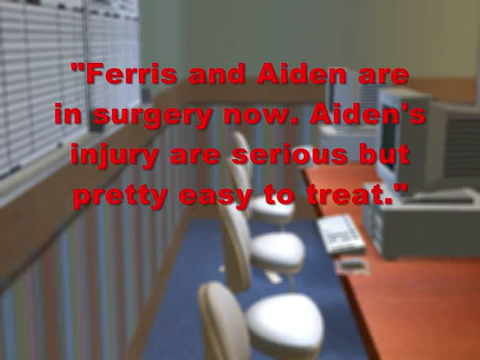 "Ferris and Aiden are
in surgery now. Aiden's
injury are serious but
pretty easy to treat."